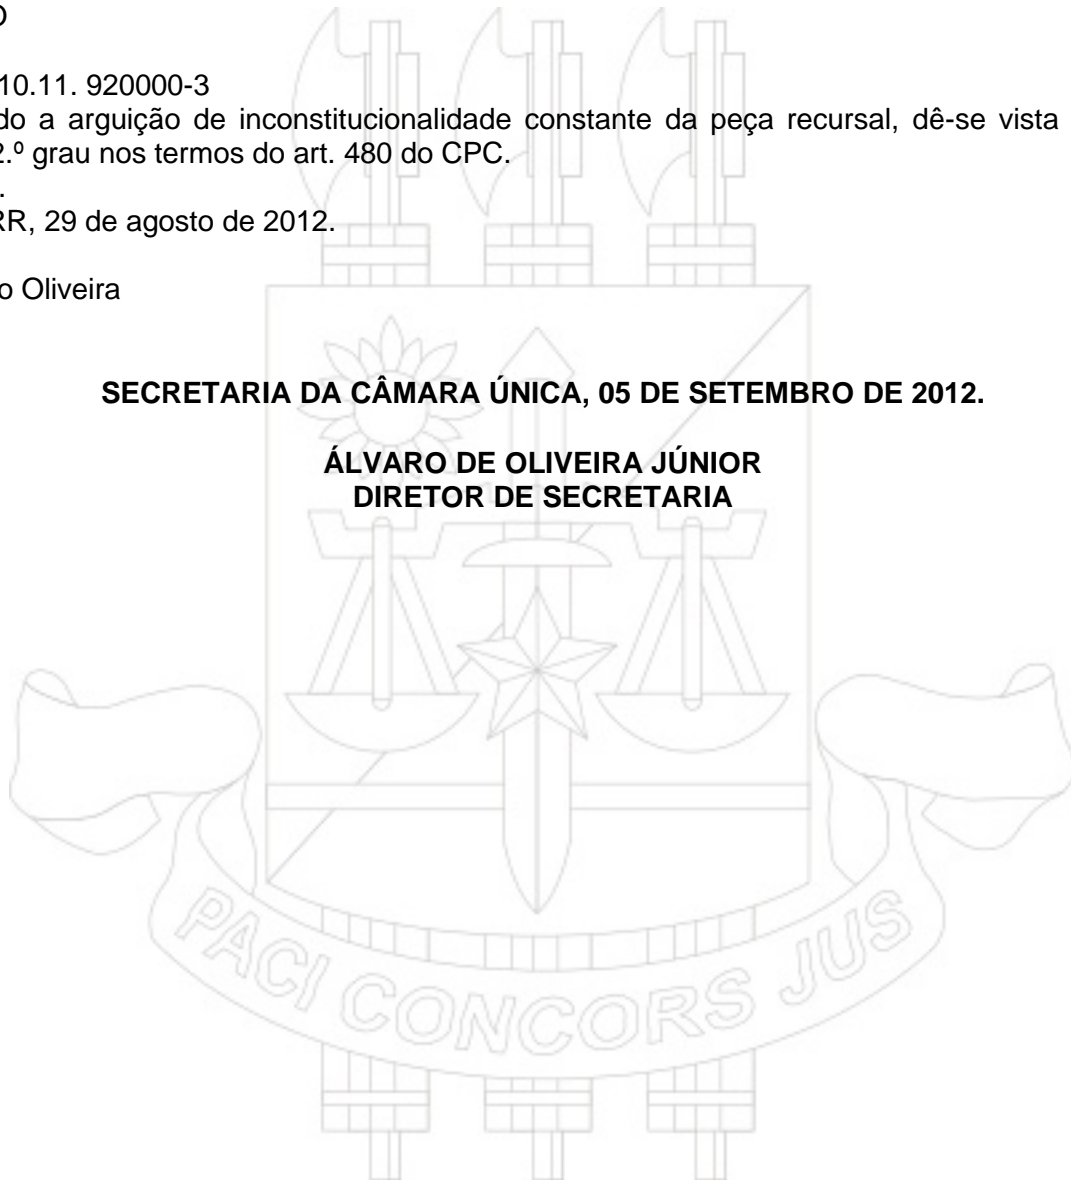 O
10.11. 920000-3
do a arguição de inconstitucionalidade constante da peça recursal, dê-se vista
2.º grau nos termos do art. 480 do CPC.
.
RR, 29 de agosto de 2012.
o Oliveira
SECRETARIA DA CÂMARA ÚNICA, 05 DE SETEMBRO DE 2012.
ÁLVARO DE OLIVEIRA JÚNIOR
DIRETOR DE SECRETARIA
PACI CONCORS JUS